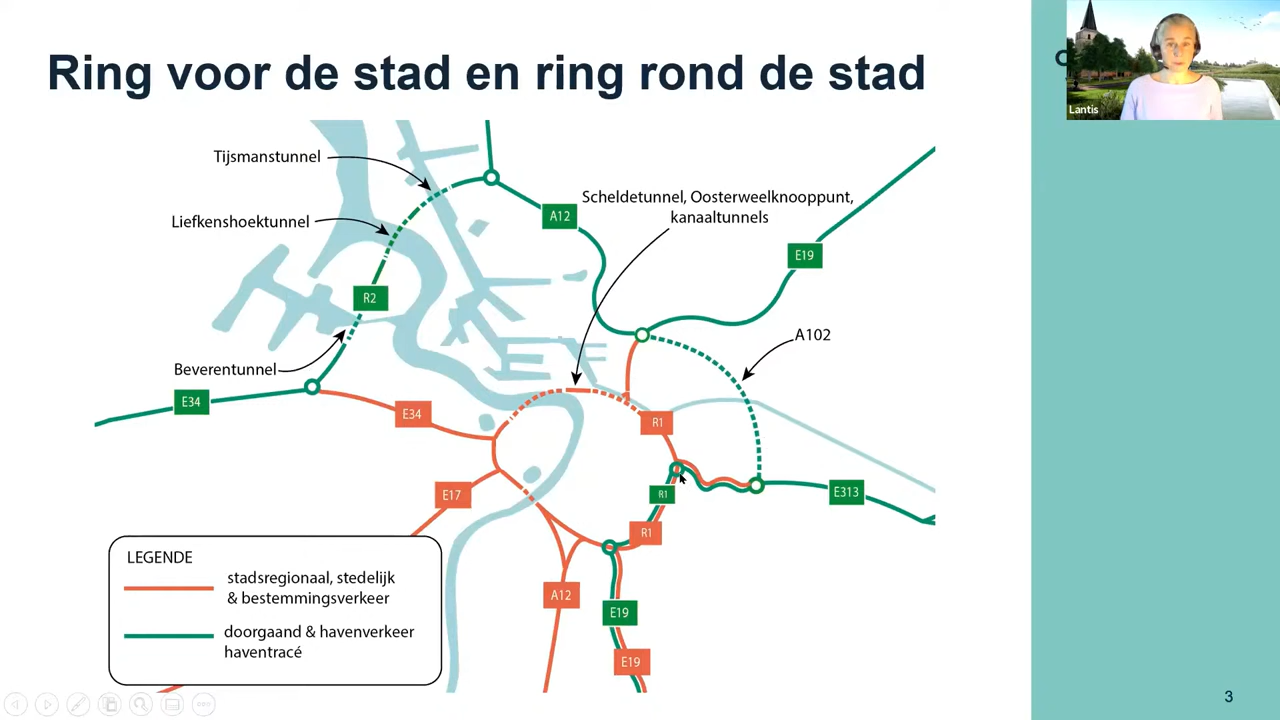 Ring voor de stad en ring rond de stad
Lantis
Tijsmanstunnel
Liefkenshoektunnel
Scheldetunnel, Oosterweelknooppunt,
kanaaltunnels
A12
E19
R2
A102
Beverentunnel
E34
E34
R1
E17
R1
E313
R1
A12
E19
E19
LEGENDE
stadsregionaal, stedelijk
& bestemmingsverkeer
doorgaand & havenverkeer
haventracé
3